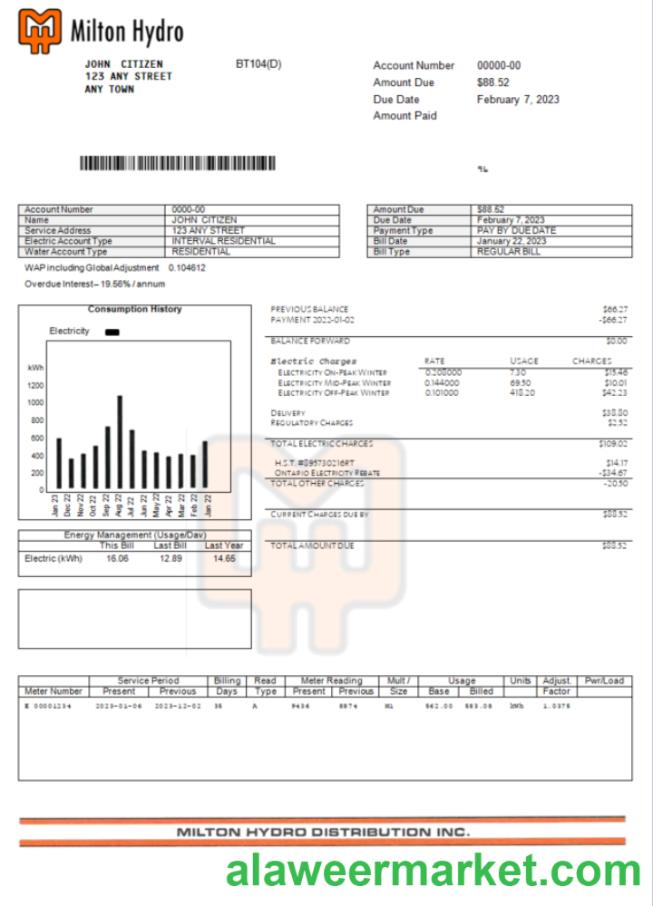 Milton Hydro
JOHN CITIZEN
123 ANY STREET
ANY TOWN
BT104(D)
Account Number 00000-00
Amount Due $88.52
Due Date February 7, 2023
Amount Paid
Account Number 0000-00
Name JOHN CITIZEN
Service Address 123 ANY STREET
Electric Account Type INTERVAL RESIDENTIAL
Water Account Type RESIDENTIAL
Amount Due $88.52
Due Date February 7, 2023
Payment Type PAY BY DUE DATE
Bill Date January 22, 2023
Bill Type REGULAR BILL
WAP including Global Adjustment 0.104612
Overdue Interest– 19.56% / annum
Consumption History
Electricity
kWh
1200
1000
800
600
400
200
0
Jan 23 Dec 22 Nov 22 Oct 22 Sep 22 Aug 22 Jul 22 Jun 22 May 22 Apr 22 Mar 22 Feb 22 Jan 22
PREVIOUS BALANCE $66.27
PAYMENT 2022-01-02 -$66.27
BALANCE FORWARD $0.00
Electric Charges RATE USAGE CHARGES
ELECTRICITY ON-PEAK WINTER 0.208000 7.30 $15.46
ELECTRICITY MID-PEAK WINTER 0.144000 69.50 $10.01
ELECTRICITY OFF-PEAK WINTER 0.101000 418.20 $42.23
DELIVERY $38.80
REGULATORY CHARGES $2.52
TOTAL ELECTRIC CHARGES $109.02
H.S.T. #895730216RT $14.17
ONTARIO ELECTRICITY REBATE -$34.67
TOTAL OTHER CHARGES -20.50
CURRENT CHARGES DUE BY $88.52
TOTAL AMOUNT DUE $88.52
Energy Management (Usage/Day)
This Bill Last Bill Last Year
Electric (kWh) 16.06 12.89 14.65
Service Period Billing Read Meter Reading Mult / Usage Units Adjust. Pwr/Load
Meter Number Present Previous Days Type Present Previous Size Base Billed Factor
E 00001234 2023-01-06 2023-12-02 35 A 9436 8874 M1 562.00 583.08 kWh 1.0375
MILTON HYDRO DISTRIBUTION INC.
alaweermarket.com